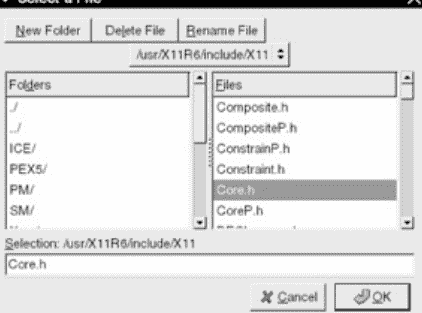 Select a File
New Folder Delete File Rename File
/usr/X11R6/include/X11
Folders Files
./ Composite.h
../ CompositeP.h
ICE/ ConstrainP.h
PEX5/ Constraint.h
PM/ Core.h
SM/ CoreP.h
Selection: /usr/X11R6/include/X11
Core.h
Cancel OK